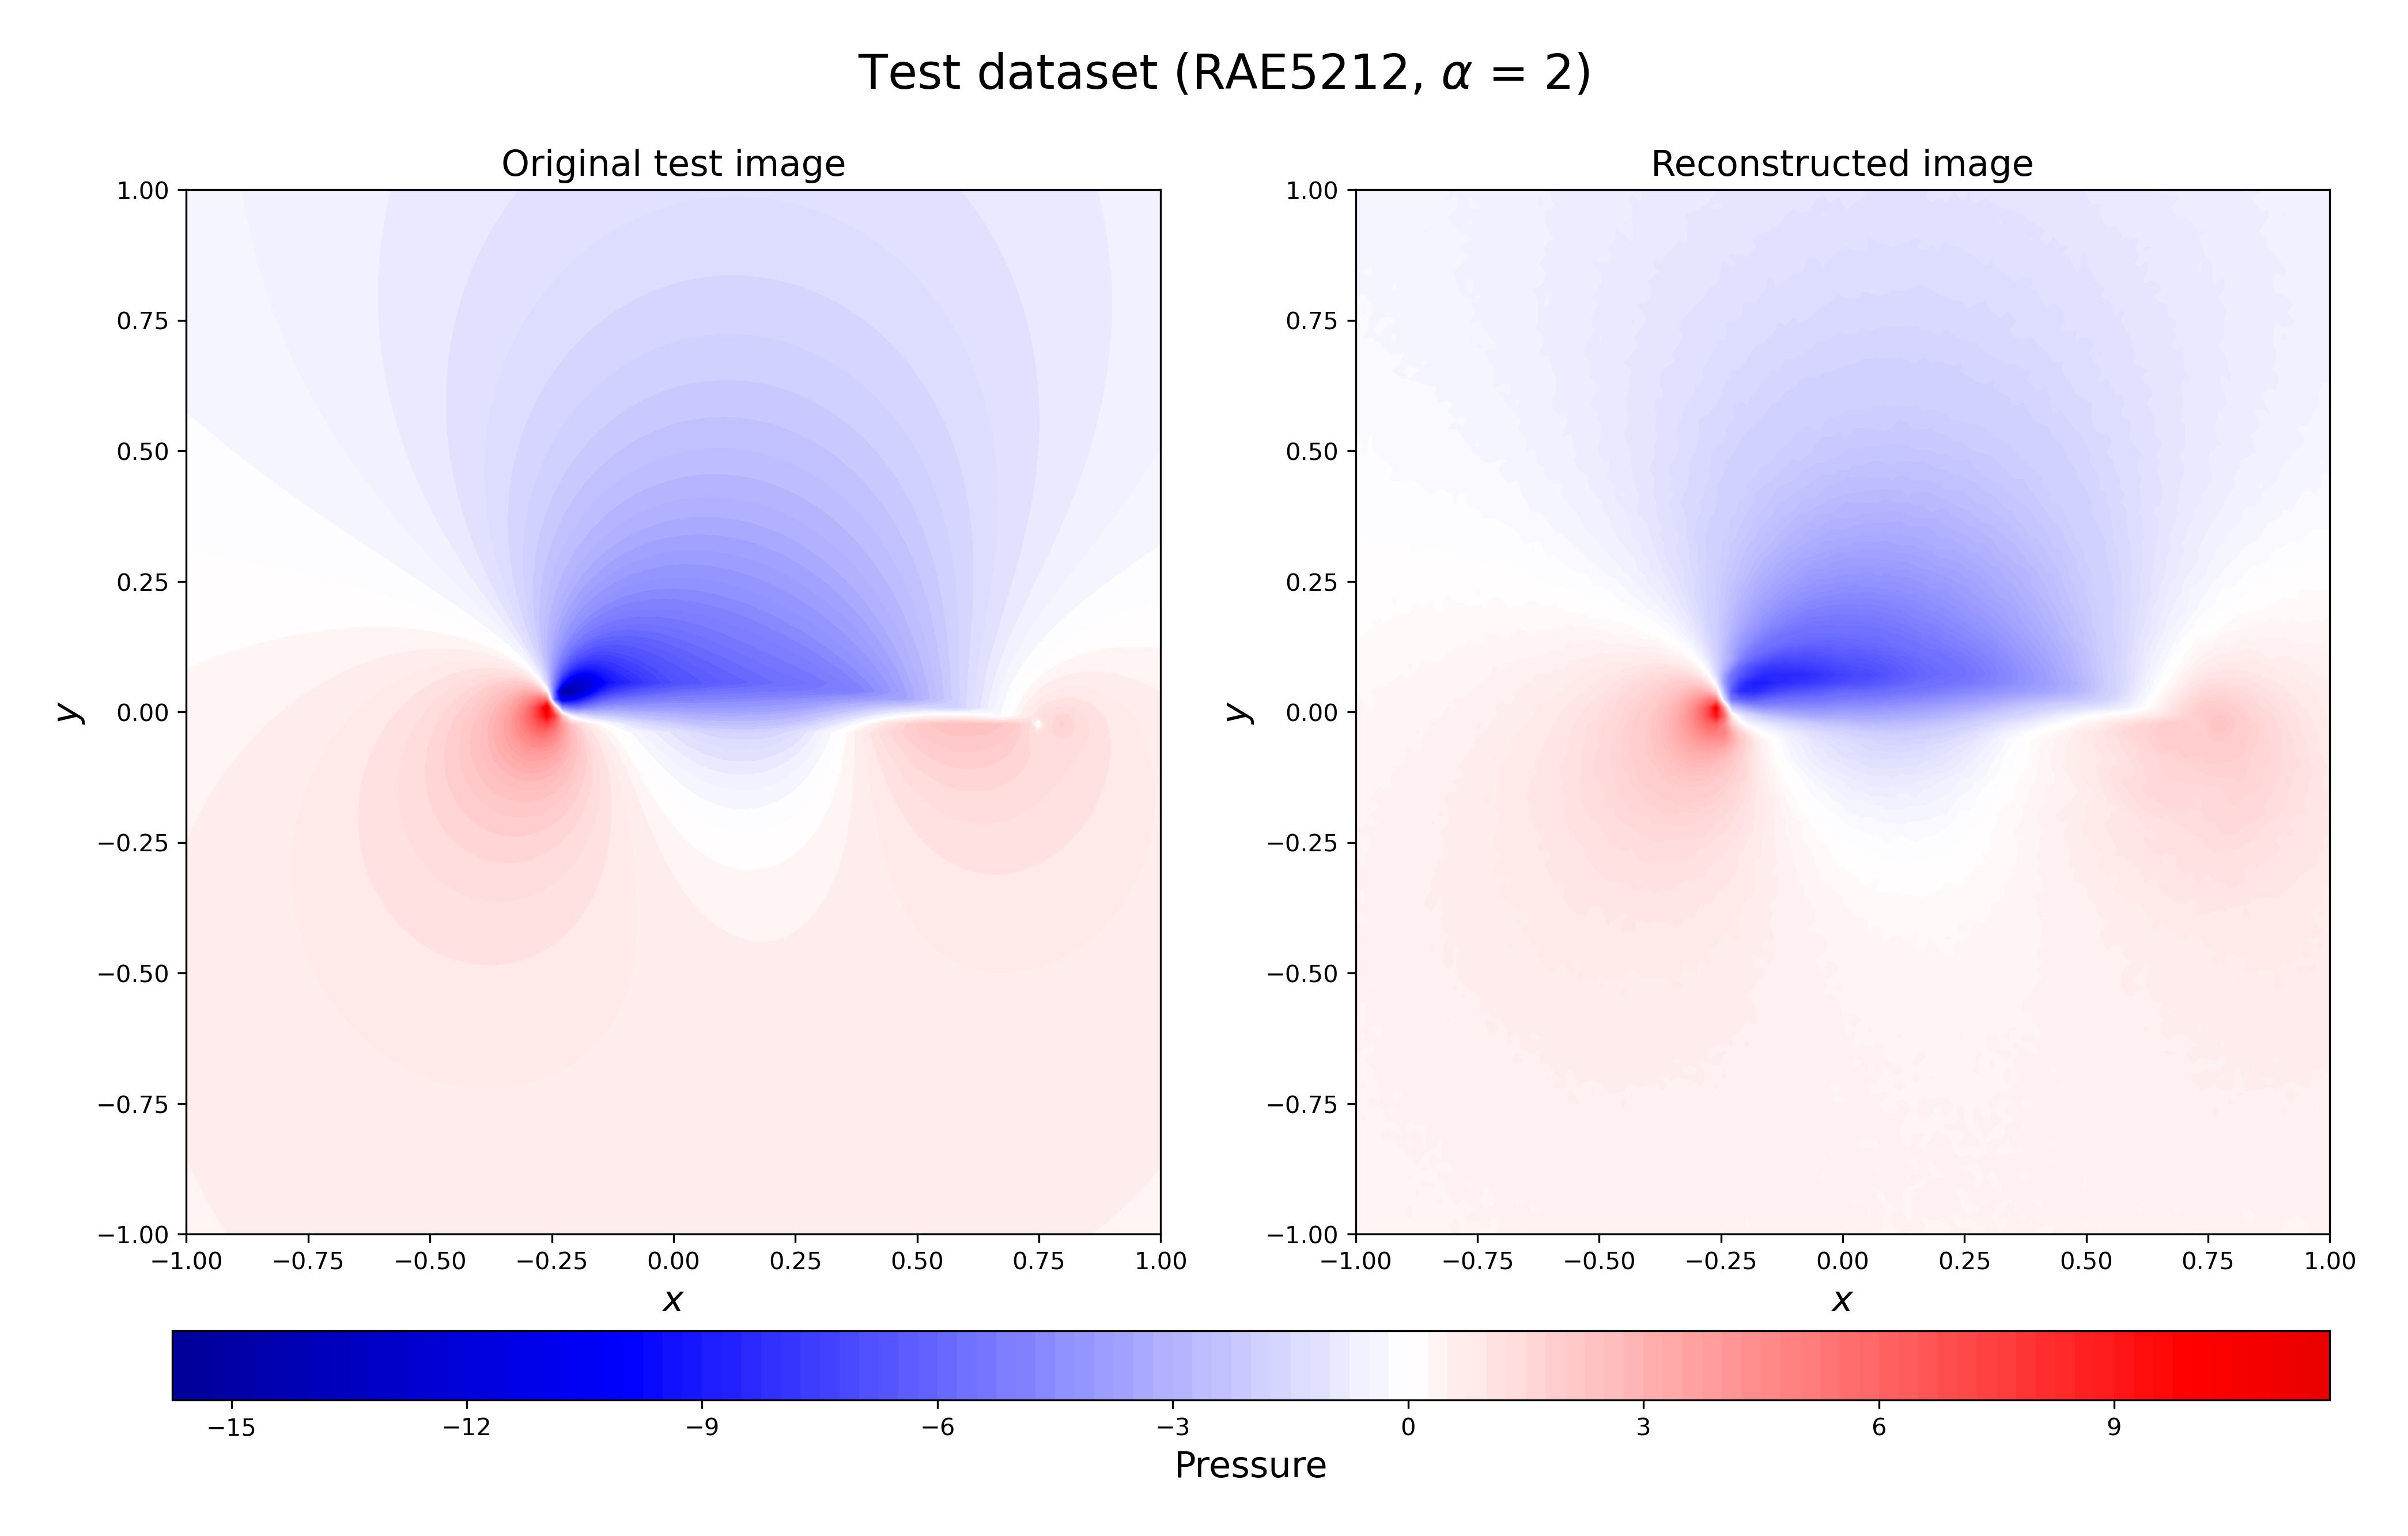 Test dataset (RAE5212, α = 2)
Original test image
1.00
0.75
0.50
0.25
0.00
−0.25
−0.50
−0.75
−1.00
y
−1.00 −0.75 −0.50 −0.25 0.00 0.25 0.50 0.75 1.00
x
Reconstructed image
1.00
0.75
0.50
0.25
0.00
−0.25
−0.50
−0.75
−1.00
y
−1.00 −0.75 −0.50 −0.25 0.00 0.25 0.50 0.75 1.00
x
−15 −12 −9 −6 −3 0 3 6 9
Pressure